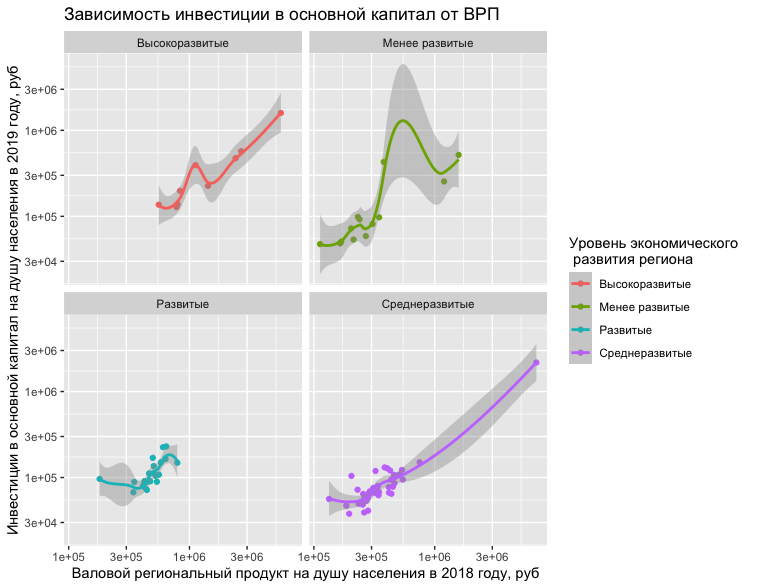 Зависимость инвестиции в основной капитал от ВРП
Высокоразвитые
Менее развитые
3e+06
1e+06
3e+05
1e+05
3e+04
Развитые
Среднеразвитые
3e+06
1e+06
3e+05
1e+05
3e+04
1e+05 3e+05 1e+06 3e+06
1e+05 3e+05 1e+06 3e+06
Валовой региональный продукт на душу населения в 2018 году, руб
Инвестиции в основной капитал на душу населения в 2019 году, руб
Уровень экономического
развития региона
Высокоразвитые
Менее развитые
Развитые
Среднеразвитые